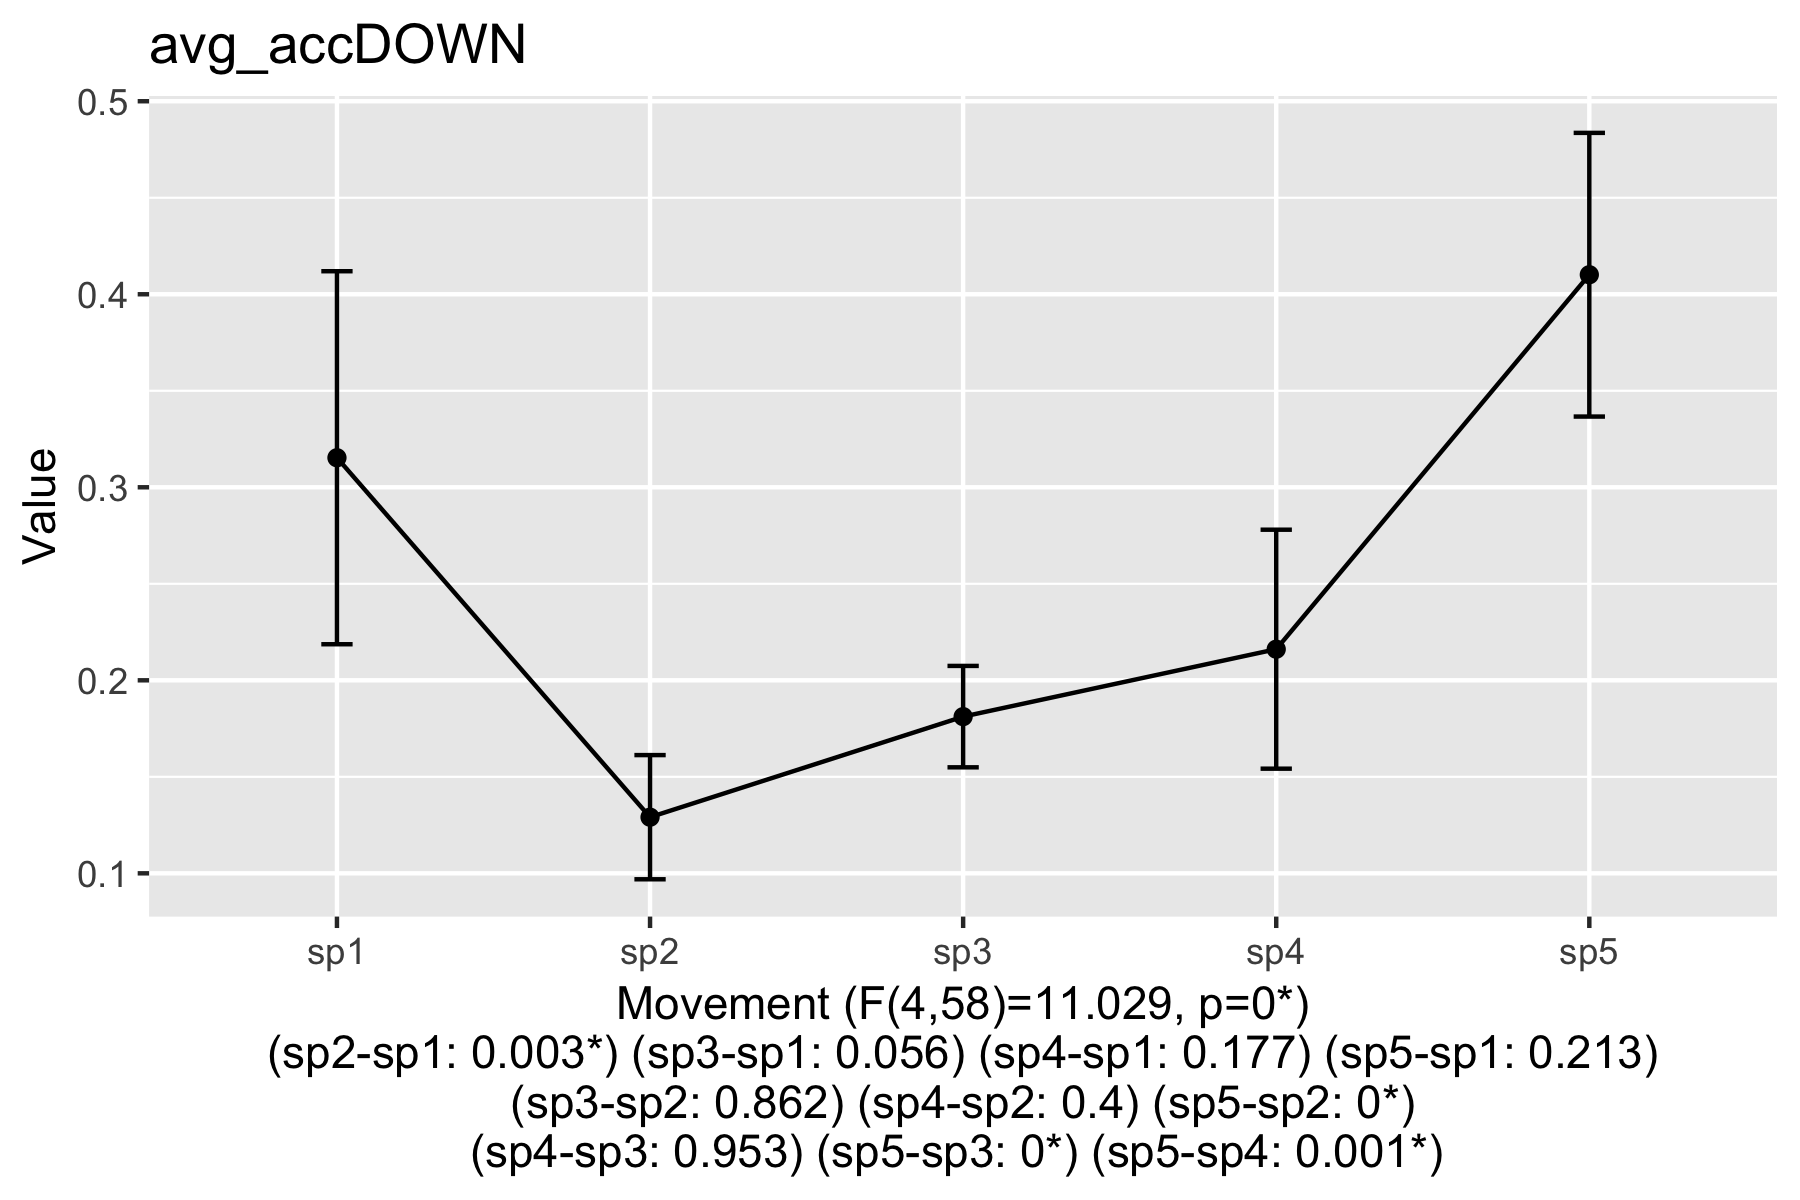 avg_accDOWN
0.5
0.4
0.3
0.2
0.1
Value
sp1 sp2 sp3 sp4 sp5
Movement (F(4,58)=11.029, p=0*)
(sp2-sp1: 0.003*) (sp3-sp1: 0.056) (sp4-sp1: 0.177) (sp5-sp1: 0.213)
(sp3-sp2: 0.862) (sp4-sp2: 0.4) (sp5-sp2: 0*)
(sp4-sp3: 0.953) (sp5-sp3: 0*) (sp5-sp4: 0.001*)